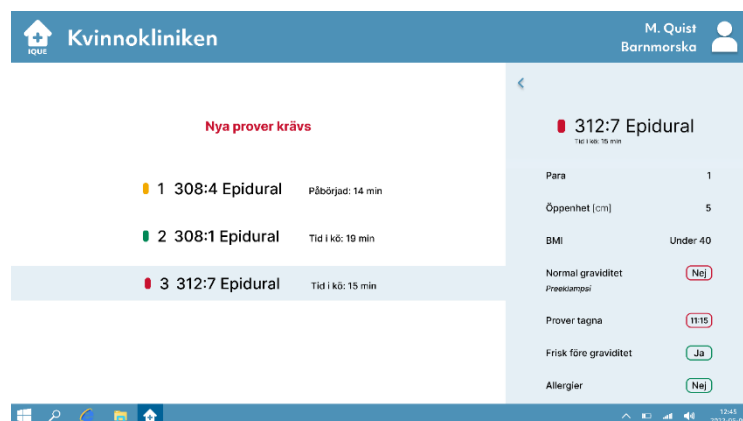 IQUE
Kvinnokliniken
M. Quist
Barnmorska
Nya prover krävs
1 308:4 Epidural Påbörjad: 14 min
2 308:1 Epidural Tid i kö: 19 min
3 312:7 Epidural Tid i kö: 15 min
312:7 Epidural
Tid i kö: 15 min
Para 1
Öppenhet [cm] 5
BMI Under 40
Normal graviditet Nej
Preeklampsi
Prover tagna 11:15
Frisk före graviditet Ja
Allergier Nej
12:45